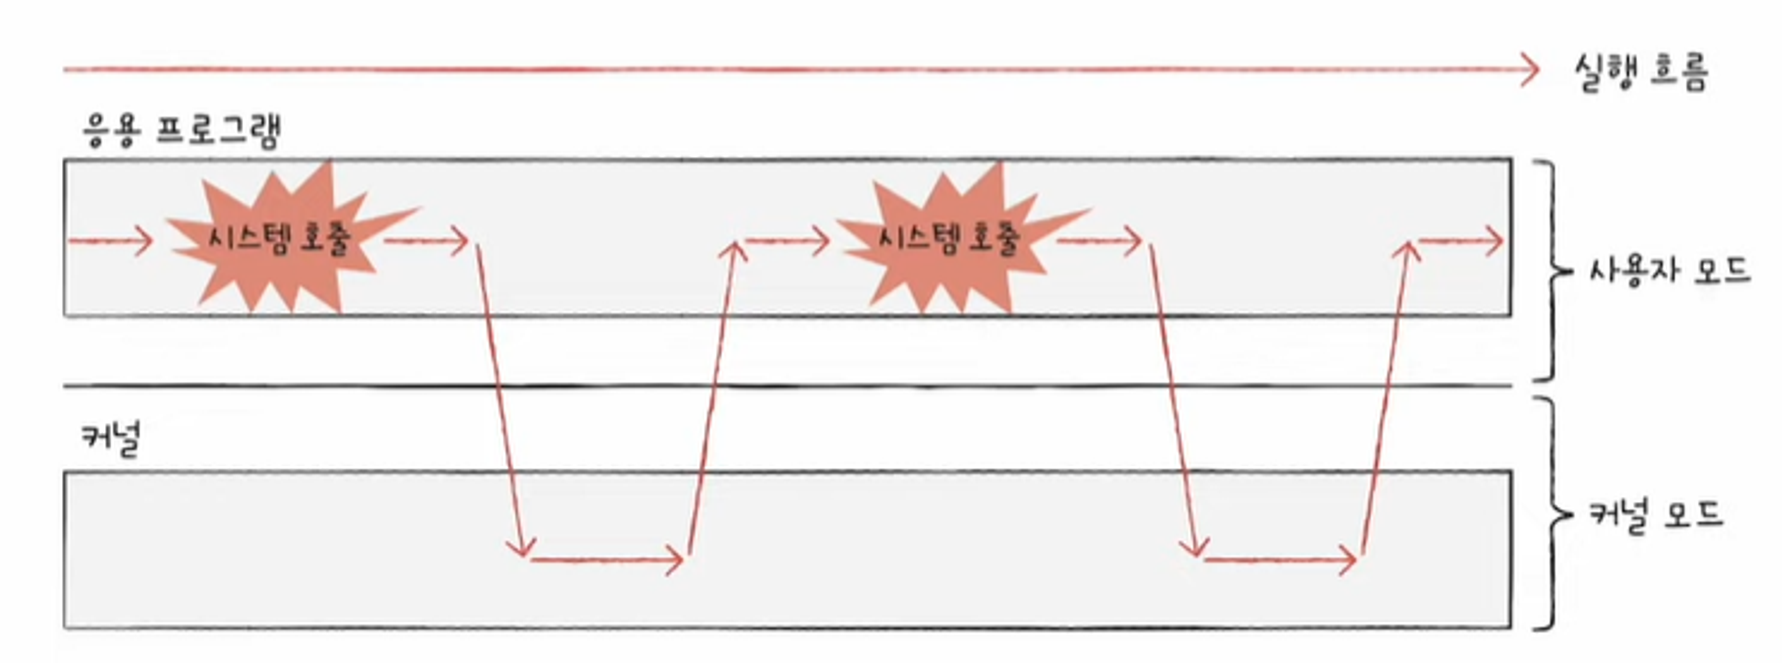 실행 흐름
응용 프로그램
시스템 호출
시스템 호출
사용자 모드
커널
커널 모드